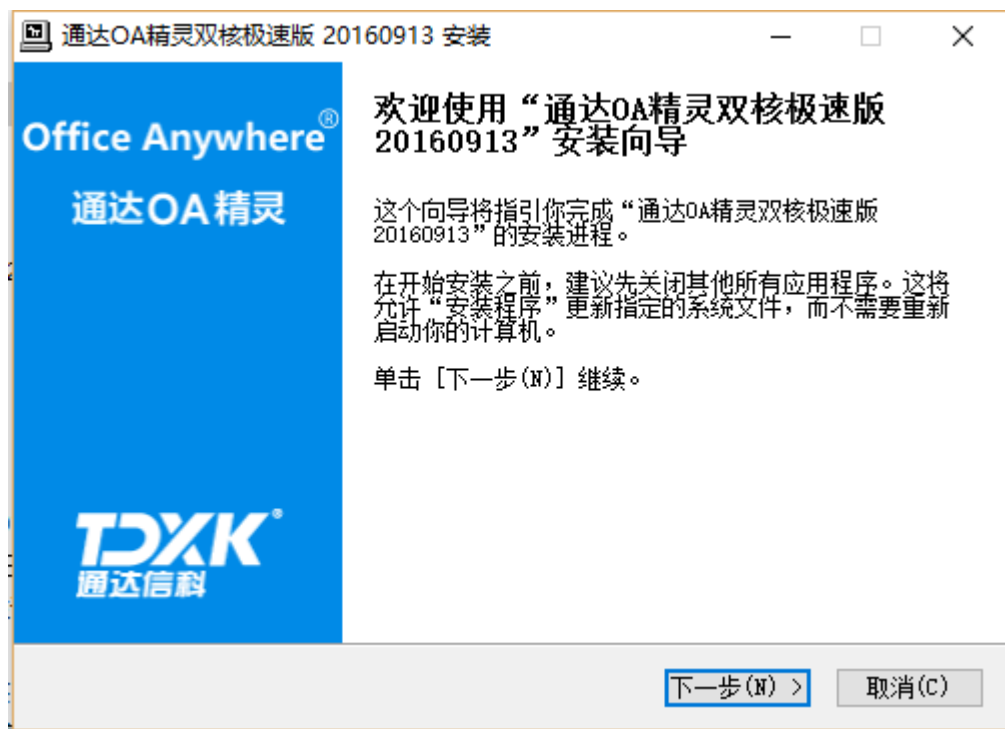 通达OA精灵双核极速版 20160913 安装
Office Anywhere®
通达OA精灵
欢迎使用“通达OA精灵双核极速版
20160913”安装向导
这个向导将指引你完成“通达OA精灵双核极速版
20160913”的安装进程。
在开始安装之前，建议先关闭其他所有应用程序。这将
允许“安装程序”更新指定的系统文件，而不需要重新
启动你的计算机。
单击 [下一步(N)] 继续。
TDXK®
通达信科
下一步(N) >
取消(C)